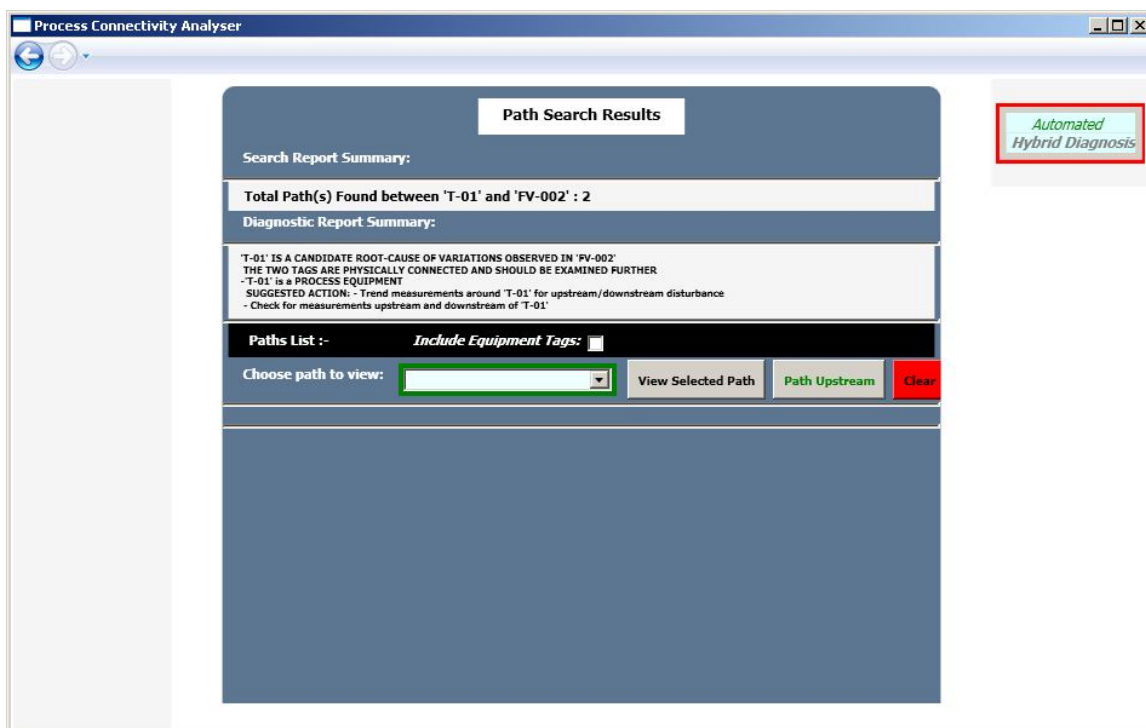 Process Connectivity Analyser
Path Search Results
Automated
Hybrid Diagnosis
Search Report Summary:
Total Path(s) Found between 'T-01' and 'FV-002' : 2
Diagnostic Report Summary:
'T-01' IS A CANDIDATE ROOT-CAUSE OF VARIATIONS OBSERVED IN 'FV-002'
THE TWO TAGS ARE PHYSICALLY CONNECTED AND SHOULD BE EXAMINED FURTHER
-'T-01' is a PROCESS EQUIPMENT
SUGGESTED ACTION: - Trend measurements around 'T-01' for upstream/downstream disturbance
- Check for measurements upstream and downstream of 'T-01'
Paths List :- Include Equipment Tags:
Choose path to view: View Selected Path Path Upstream Clear